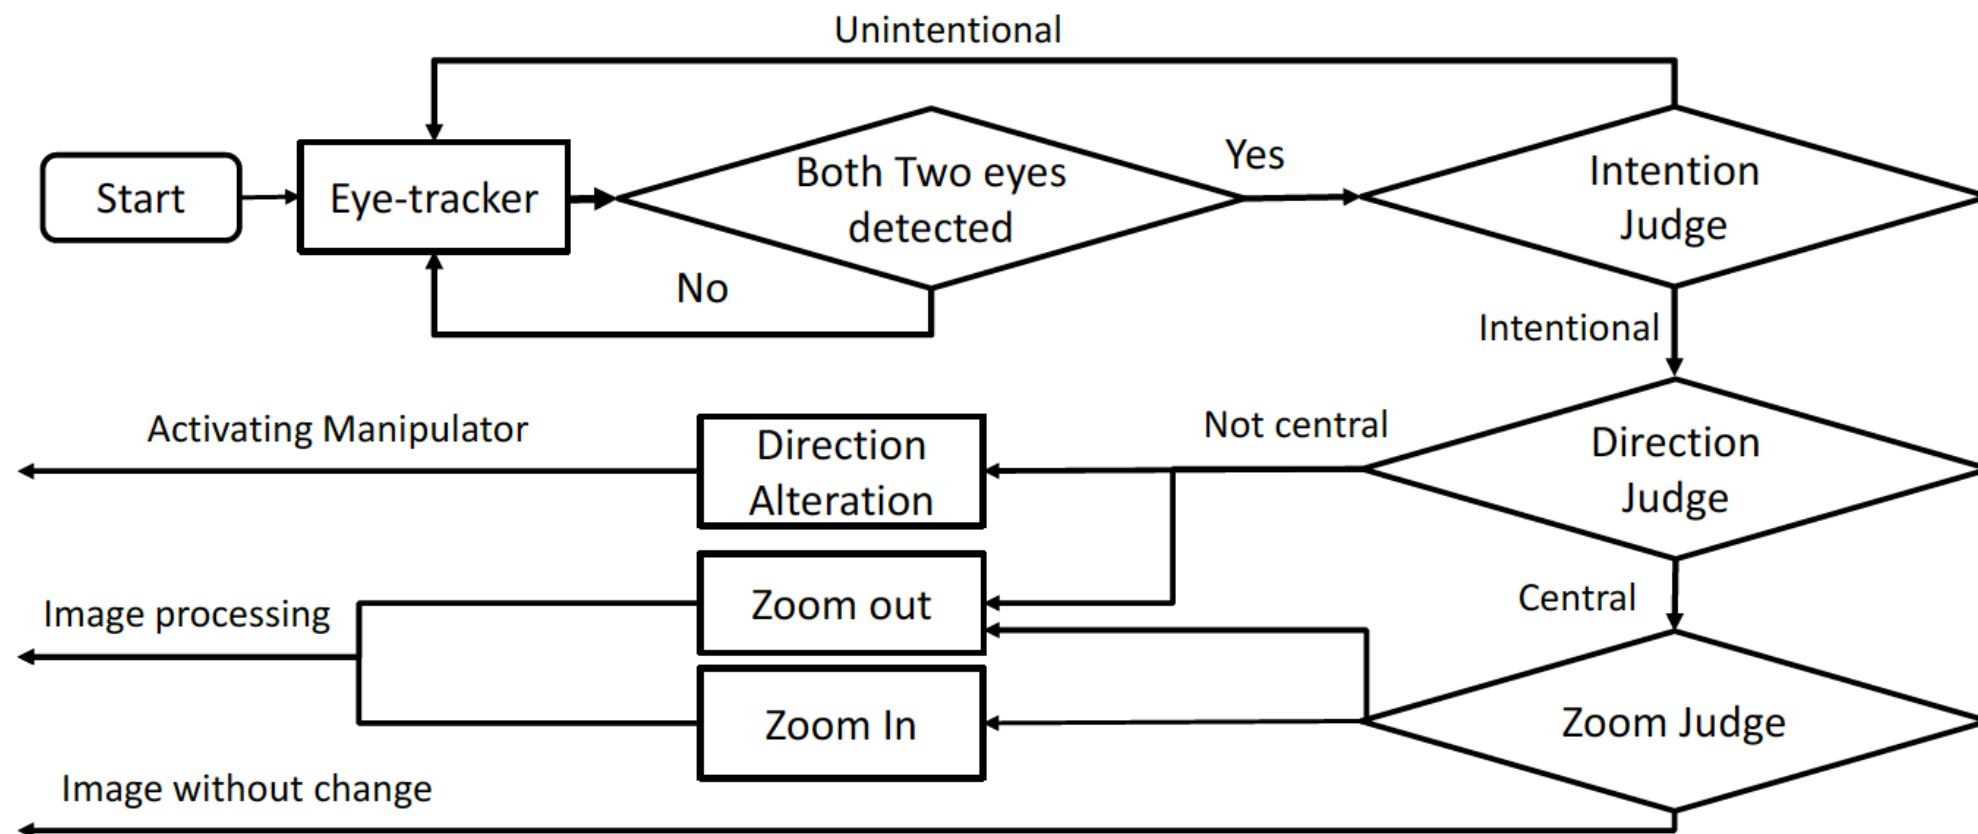 Unintentional
Start
Eye-tracker
Both Two eyes
detected
Yes
Intention
Judge
No
Intentional
Activating Manipulator
Direction
Alteration
Not central
Direction
Judge
Image processing
Zoom out
Central
Zoom In
Zoom Judge
Image without change